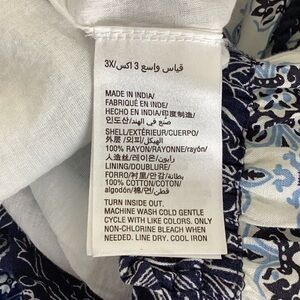 3X/قياس واسع 3 اكس
MADE IN INDIA/
FABRIQUÉ EN INDE/
HECHO EN INDIA/印度制造/
인도산/صنع في الهند
SHELL/EXTÉRIEUR/CUERPO/
外層/외피/الهيكل/
100% RAYON/RAYONNE/rayón/
人造丝/레이온/رايون
LINING/DOUBLURE/
FORRO/衬里/안감/بطانة/
100% COTTON/COTON/
algodón/棉/면/قطن
TURN INSIDE OUT.
MACHINE WASH COLD GENTLE
CYCLE WITH LIKE COLORS. ONLY
NON-CHLORINE BLEACH WHEN
NEEDED. LINE DRY. COOL IRON